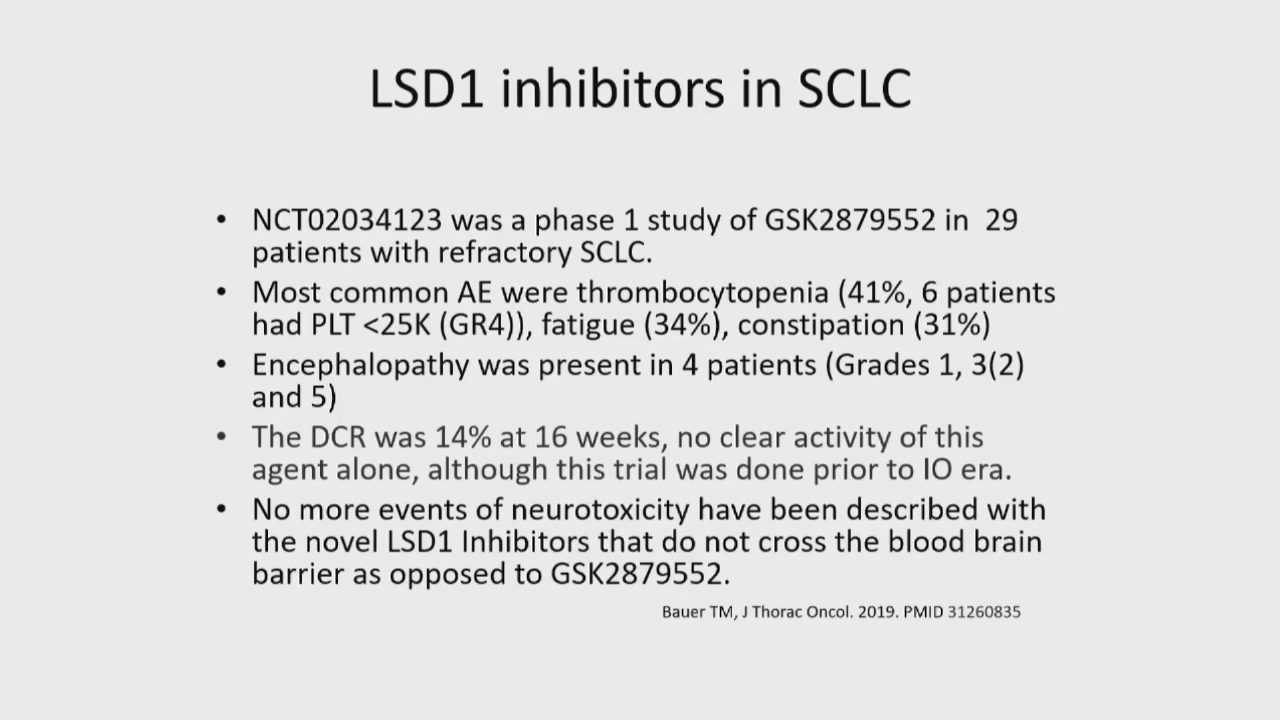 LSD1 inhibitors in SCLC
• NCT02034123 was a phase 1 study of GSK2879552 in  29
patients with refractory SCLC.
• Most common AE were thrombocytopenia (41%, 6 patients
had PLT <25K (GR4)), fatigue (34%), constipation (31%)
• Encephalopathy was present in 4 patients (Grades 1, 3(2)
and 5)
• The DCR was 14% at 16 weeks, no clear activity of this
agent alone, although this trial was done prior to IO era.
• No more events of neurotoxicity have been described with
the novel LSD1 Inhibitors that do not cross the blood brain
barrier as opposed to GSK2879552.
Bauer TM, J Thorac Oncol. 2019. PMID 31260835